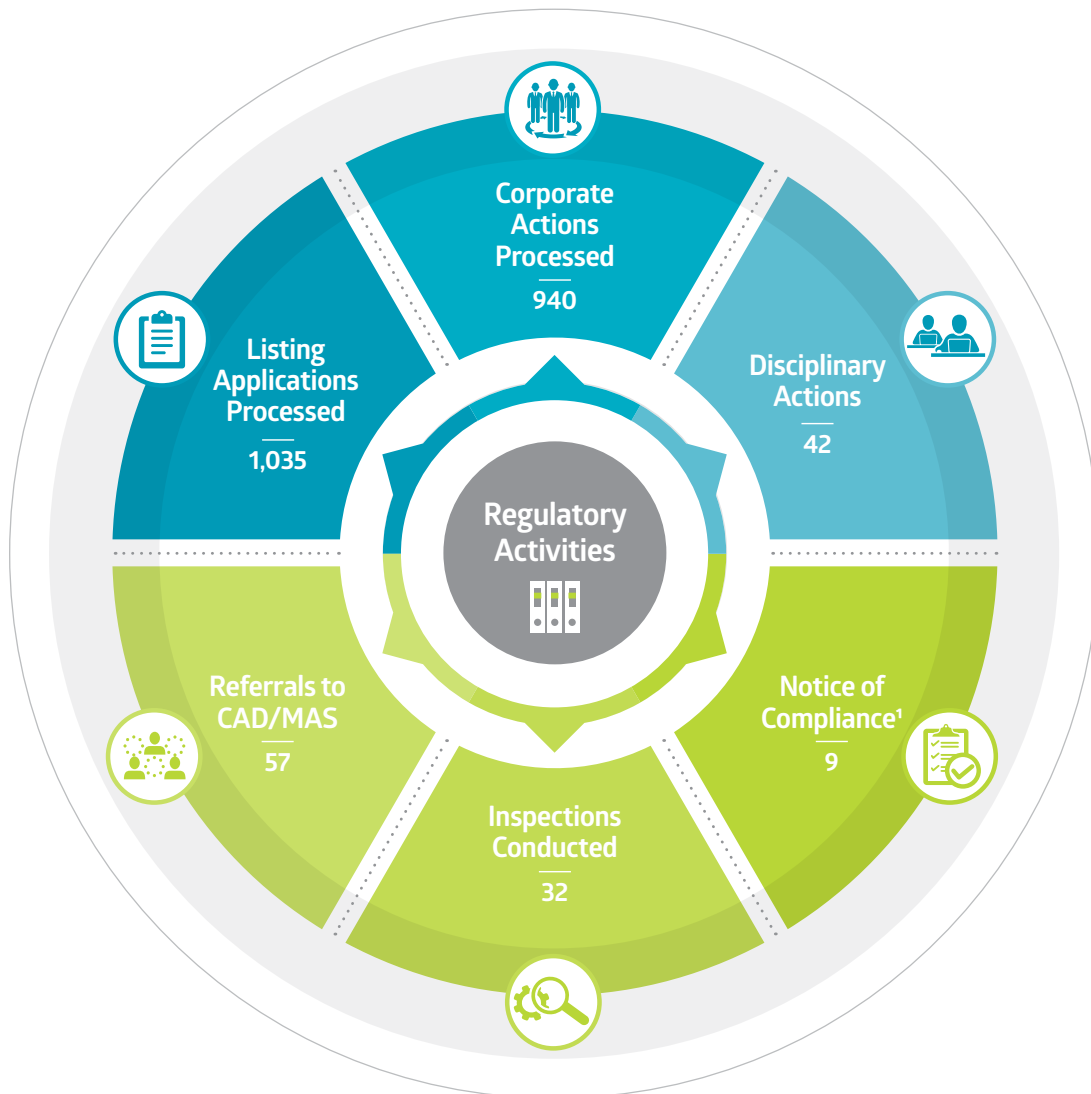 Corporate
Actions
Processed
940
Disciplinary
Actions
42
Notice of
Compliance¹
9
Inspections
Conducted
32
Referrals to
CAD/MAS
57
Listing
Applications
Processed
1,035
Regulatory
Activities